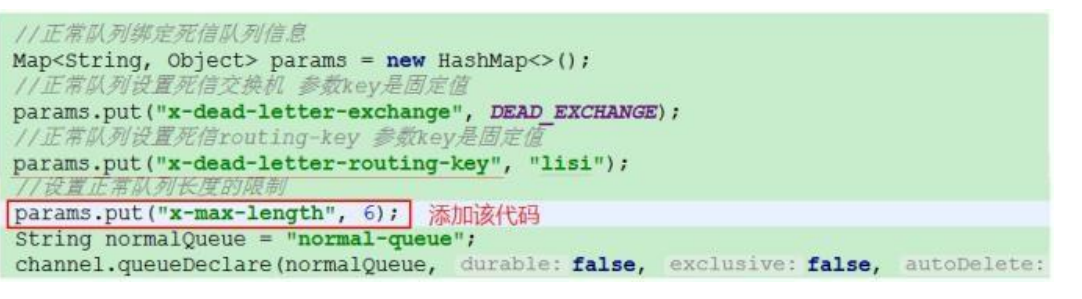 //正常队列绑定死信队列信息
Map<String, Object> params = new HashMap<>();
//正常队列设置死信交换机 参数key是固定值
params.put("x-dead-letter-exchange", DEAD_EXCHANGE);
//正常队列设置死信routing-key 参数key是固定值
params.put("x-dead-letter-routing-key", "lisi");
//设置正常队列长度的限制
params.put("x-max-length", 6); 添加该代码
String normalQueue = "normal-queue";
channel.queueDeclare(normalQueue, durable: false, exclusive: false, autoDelete: